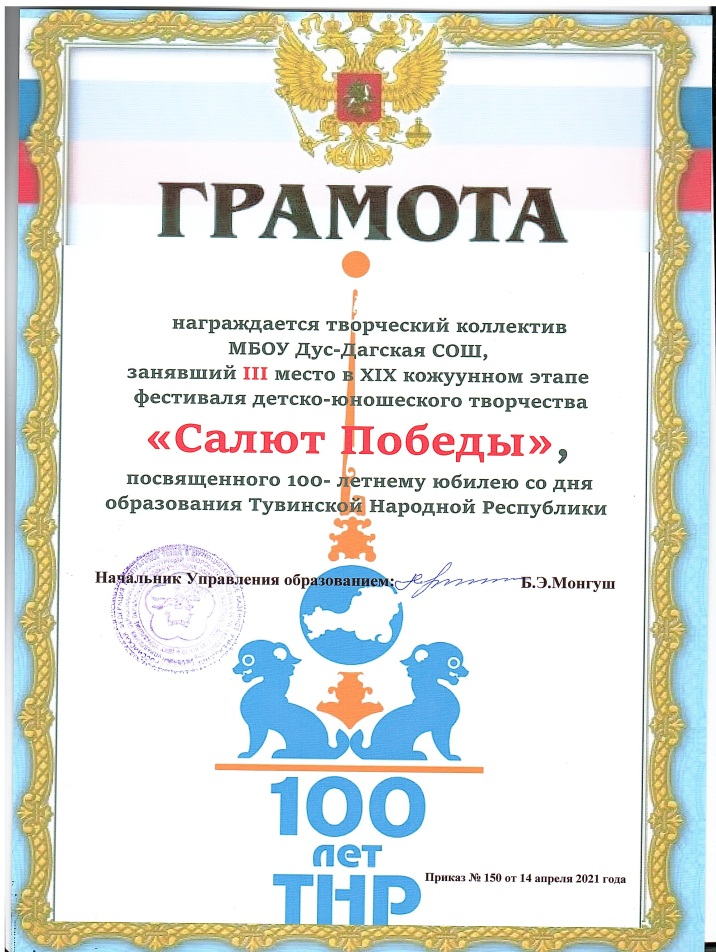 ГРАМОТА
награждается творческий коллектив
МБОУ Дус-Дагская СОШ,
занявший III место в XIX кожуунном этапе
фестиваля детско-юношеского творчества
«Салют Победы»,
посвященного 100- летнему юбилею со дня
образования Тувинской Народной Республики
Начальник Управления образованием: Б.Э.Монгуш
100
лет
ТНР
Приказ № 150 от 14 апреля 2021 года